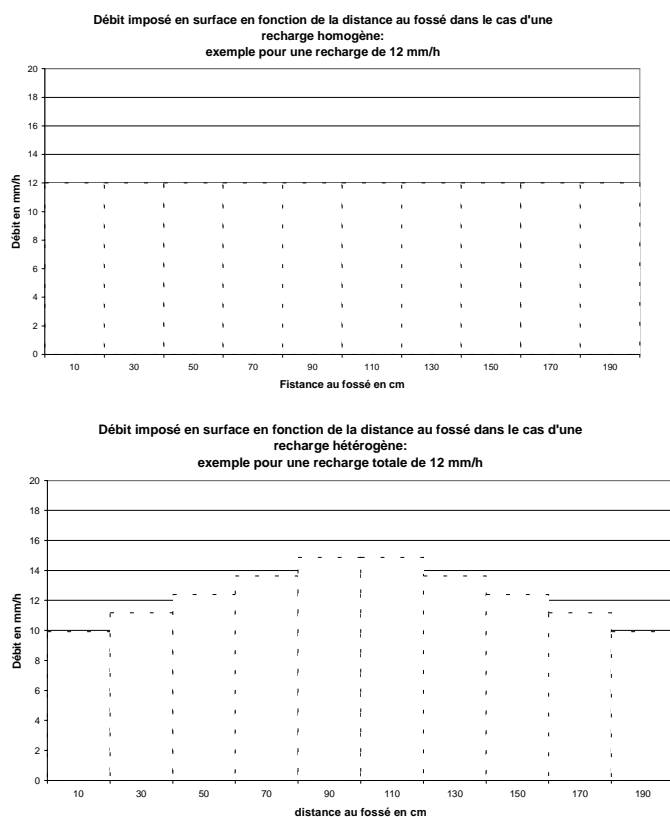 Débit imposé en surface en fonction de la distance au fossé dans le cas d'une
recharge homogène:
exemple pour une recharge de 12 mm/h
20
18
16
14
12
10
8
6
4
2
0
Débit en mm/h
10 30 50 70 90 110 130 150 170 190
Fistance au fossé en cm
Débit imposé en surface en fonction de la distance au fossé dans le cas d'une
recharge hétérogène:
exemple pour une recharge totale de 12 mm/h
20
18
16
14
12
10
8
6
4
2
0
Débit en mm/h
10 30 50 70 90 110 130 150 170 190
distance au fossé en cm